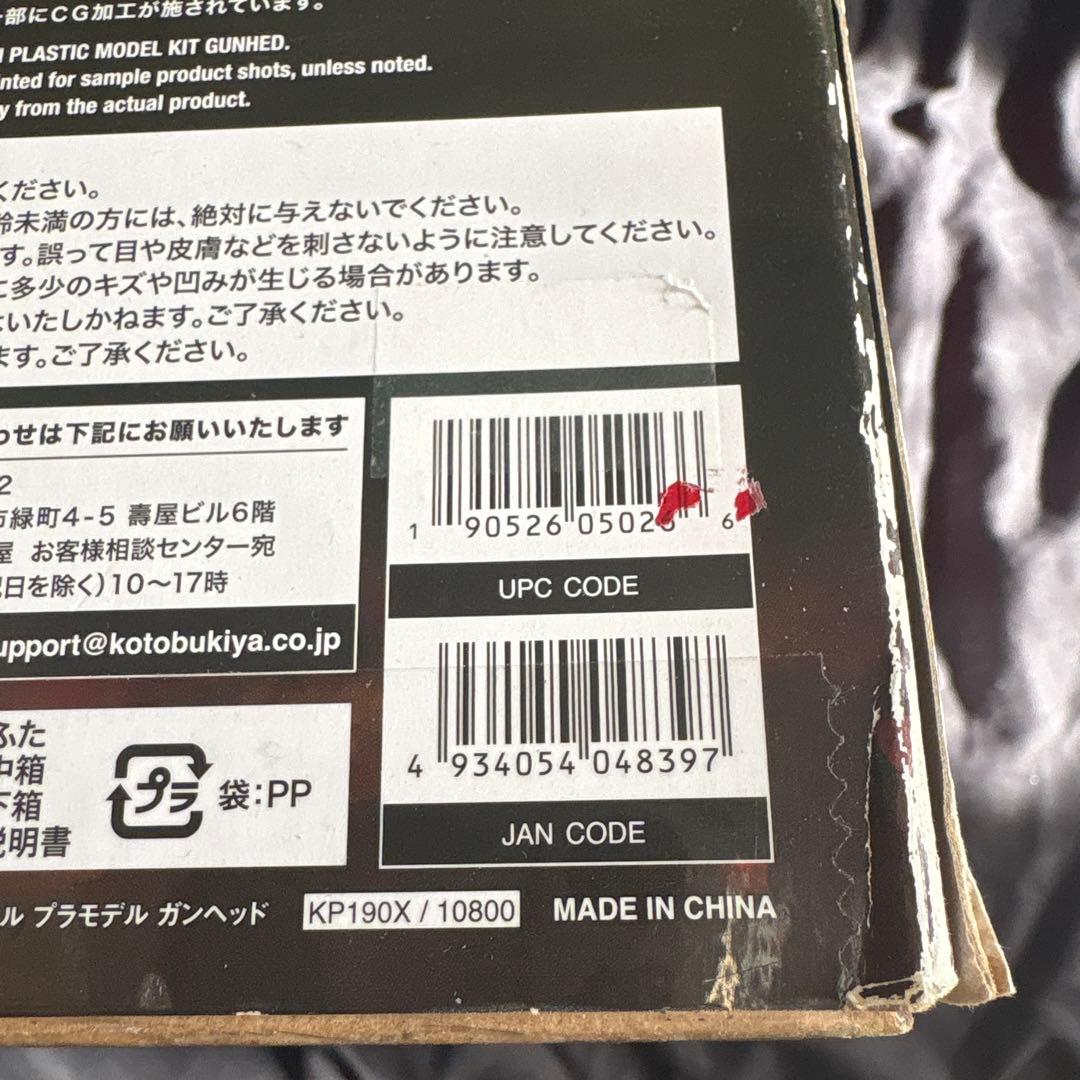 一部にCG加工が施されています。
PLASTIC MODEL KIT GUNHED.
for sample product shots, unless noted.
from the actual product.
ください。
齢未満の方には、絶対に与えないでください。
す。誤って目や皮膚などを刺さないように注意してください。
に多少のキズや凹みが生じる場合があります。
いたしかねます。ご了承ください。
ます。ご了承ください。
わせは下記にお願いいたします
2
市緑町4-5 壽屋ビル6階
屋 お客様相談センター宛
日を除く)10〜17時
upport@kotobukiya.co.jp
1 90526 05026 6
UPC CODE
4 934054 048397
JAN CODE
ふた
中箱
下箱
説明書
プラ 袋:PP
ル プラモデル ガンヘッド KP190X / 10800 MADE IN CHINA